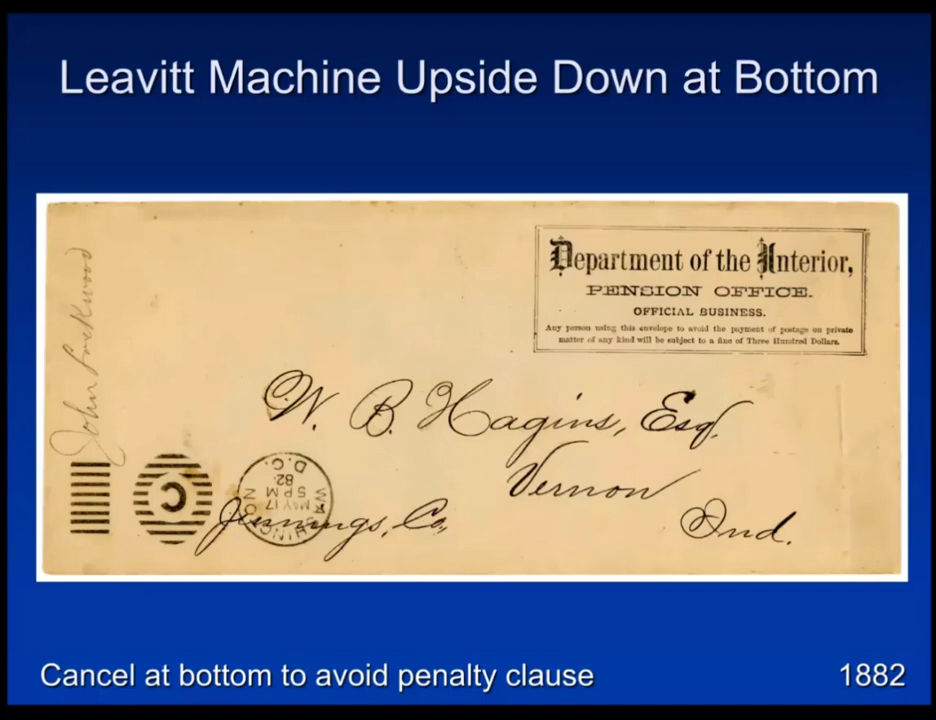 Leavitt Machine Upside Down at Bottom
Department of the Interior,
PENSION OFFICE.
OFFICIAL BUSINESS.
Any person using this envelope to avoid the payment of postage on private
matter of any kind will be subject to a fine of Three Hundred Dollars.
John Lockwood
W. B. Hagins, Esq.
Vernon
Jennings, Co, Ind.
C
WASHINGTON
MAY 17
5 PM
82
D.C.
Cancel at bottom to avoid penalty clause
1882